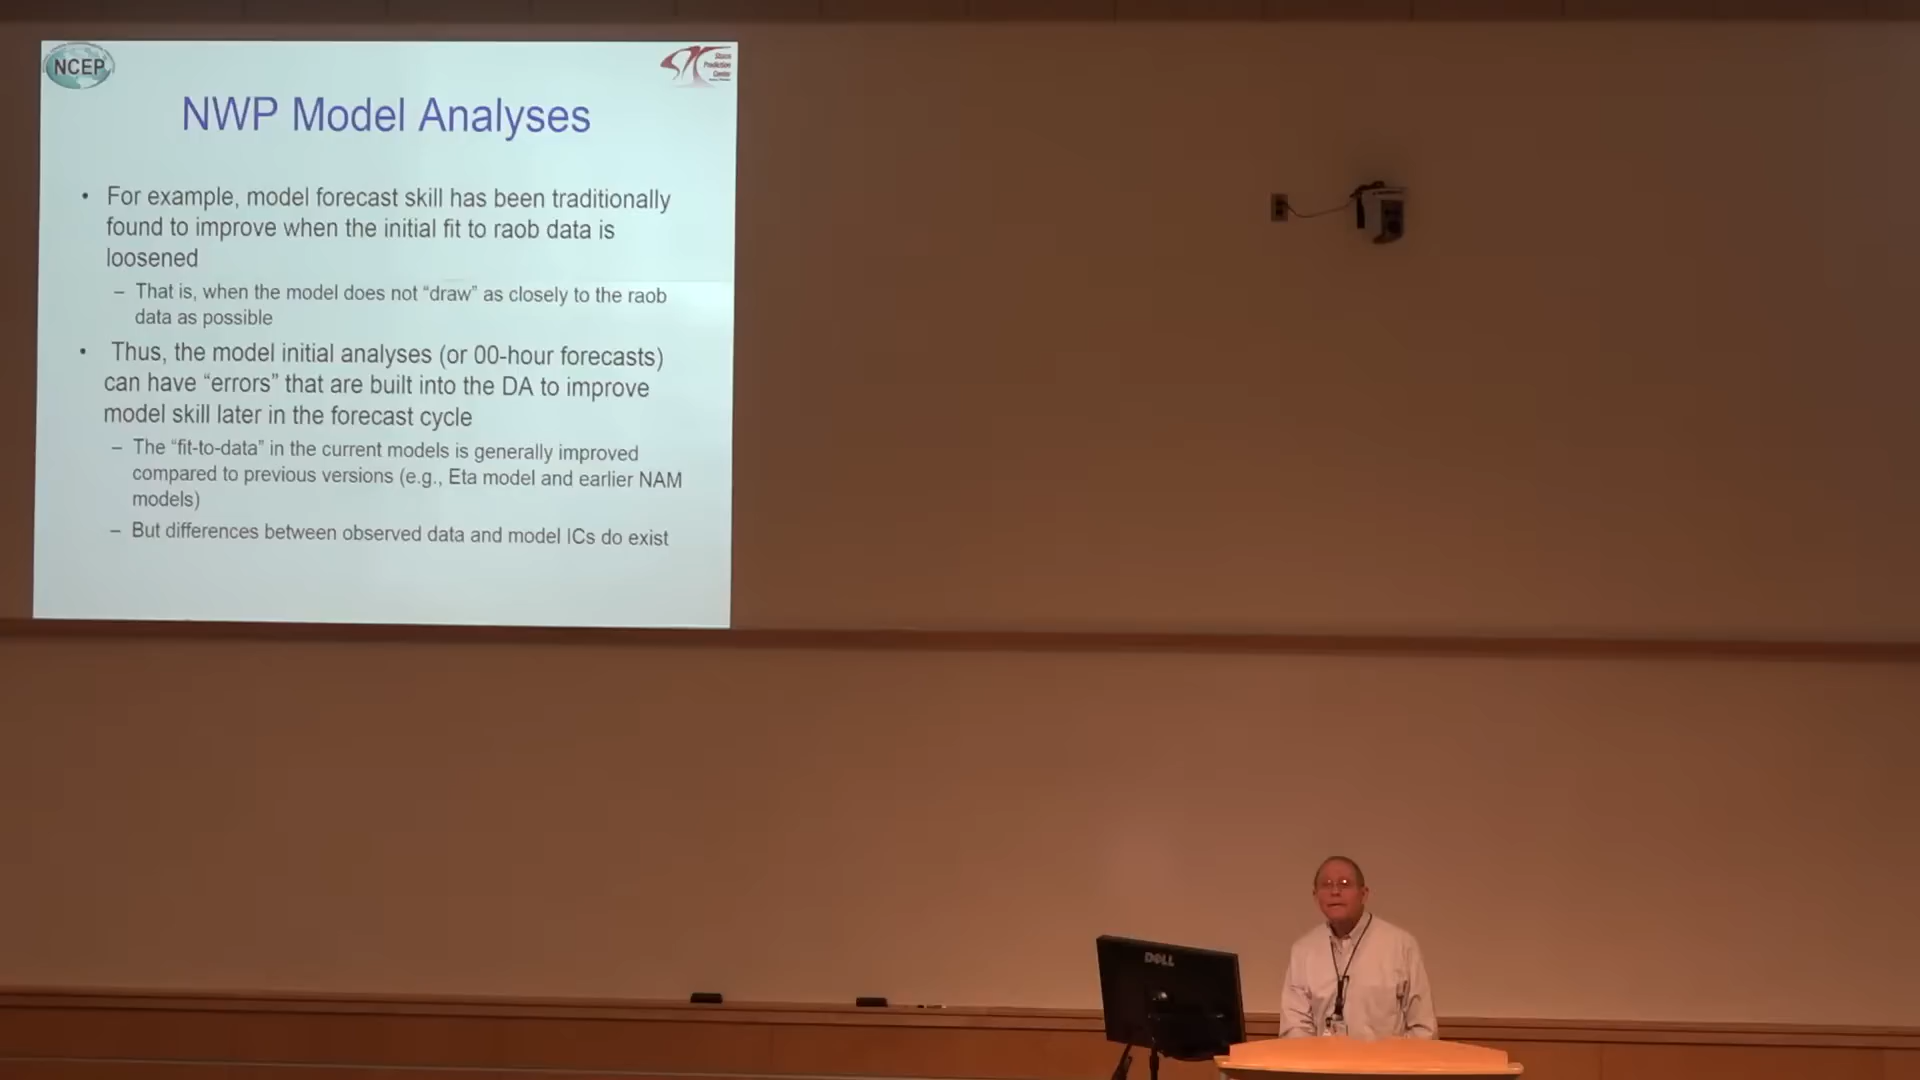 NCEP
Storm
Prediction
Center
NWP Model Analyses
• For example, model forecast skill has been traditionally
found to improve when the initial fit to raob data is
loosened
– That is, when the model does not “draw” as closely to the raob
data as possible
• Thus, the model initial analyses (or 00-hour forecasts)
can have “errors” that are built into the DA to improve
model skill later in the forecast cycle
– The “fit-to-data” in the current models is generally improved
compared to previous versions (e.g., Eta model and earlier NAM
models)
– But differences between observed data and model ICs do exist
DELL